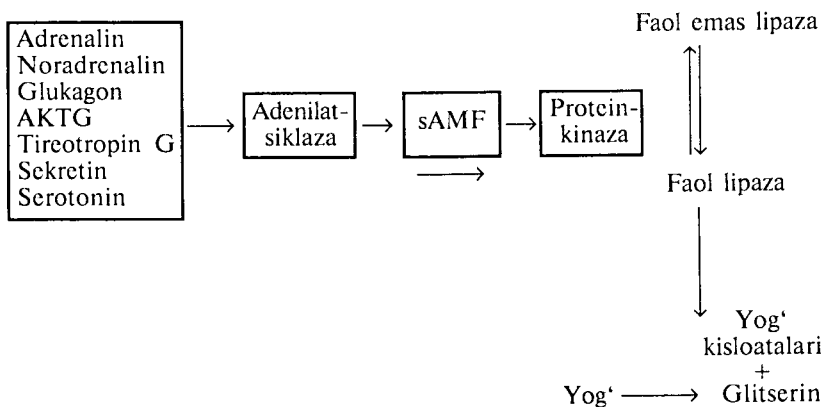 Adrenalin
Noradrenalin
Glukagon
AKTG
Tireotropin G
Sekretin
Serotonin
Adenilat-
siklaza
sAMF
Protein-
kinaza
Faol emas lipaza
Faol lipaza
Yog‘
kisloatalari
+
Yog‘
Glitserin